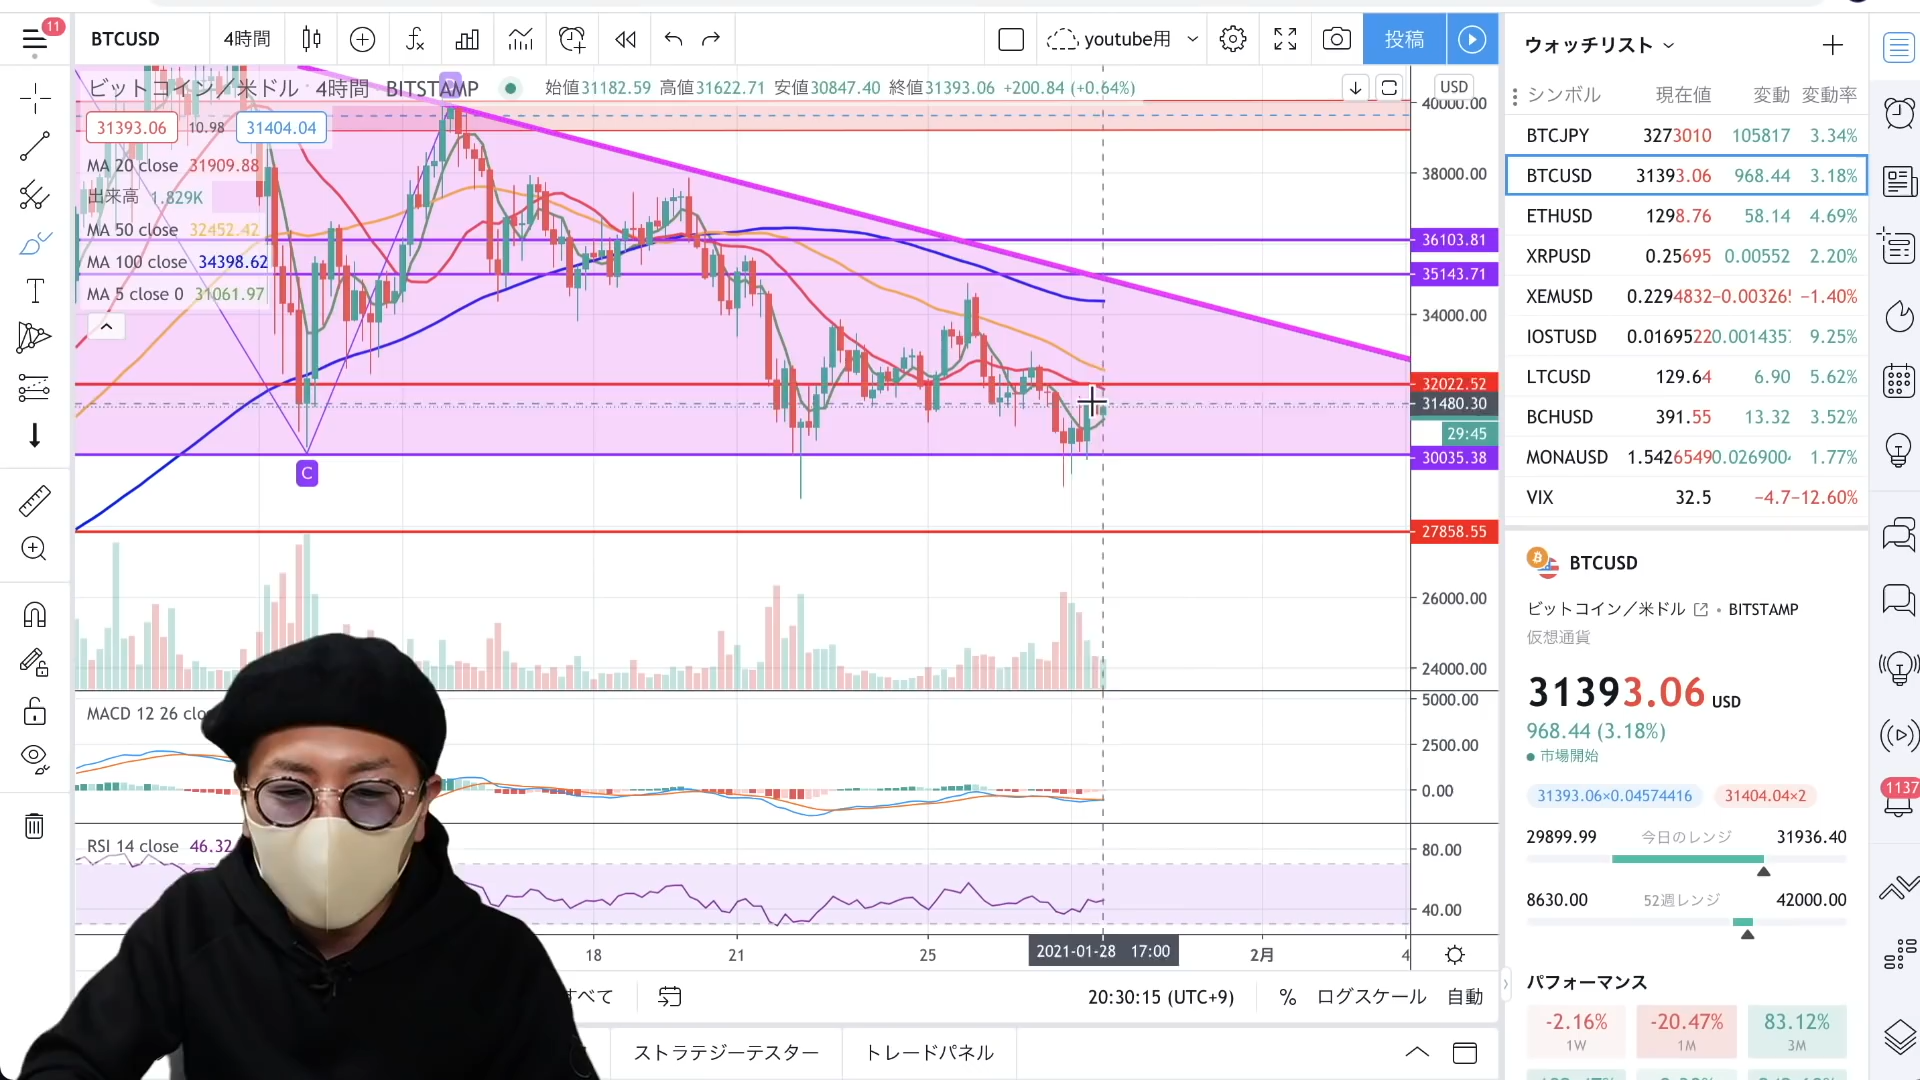 11
BTCUSD
4時間
youtube用
投稿
ビットコイン／米ドル · 4時間 BITSTAMP
始値31182.59 高値31622.71 安値30847.40 終値31393.06 +200.84 (+0.64%)
31393.06 10.98 31404.04
MA 20 close 31909.88
出来高 1.829K
MA 50 close 32452.42
MA 100 close 34398.62
MA 5 close 0 31061.97
C
USD
40000.00
38000.00
36103.81
35143.71
34000.00
32022.52
31480.30
29:45
30035.38
27858.55
26000.00
24000.00
MACD 12 26 clo
5000.00
2500.00
0.00
RSI 14 close 46.32
80.00
40.00
18
21
25
2021-01-28 17:00
2月
4
すべて
20:30:15 (UTC+9)
%
ログスケール
自動
ストラテジーテスター
トレードパネル
ウォッチリスト
シンボル 現在値 変動 変動率
BTCJPY 3273010 105817 3.34%
BTCUSD 31393.06 968.44 3.18%
ETHUSD 1298.76 58.14 4.69%
XRPUSD 0.25695 0.00552 2.20%
XEMUSD 0.2294832 −0.00326 −1.40%
IOSTUSD 0.0169522 0.001435 9.25%
LTCUSD 129.64 6.90 5.62%
BCHUSD 391.55 13.32 3.52%
MONAUSD 1.5426549 0.026900 1.77%
VIX 32.5 −4.7 −12.60%
BTCUSD
ビットコイン／米ドル • BITSTAMP
仮想通貨
31393.06 USD
968.44 (3.18%)
市場開始
31393.06×0.04574416 31404.04×2
29899.99 今日のレンジ 31936.40
8630.00 52週レンジ 42000.00
パフォーマンス
-2.16% -20.47% 83.12%
1W 1M 3M
1137